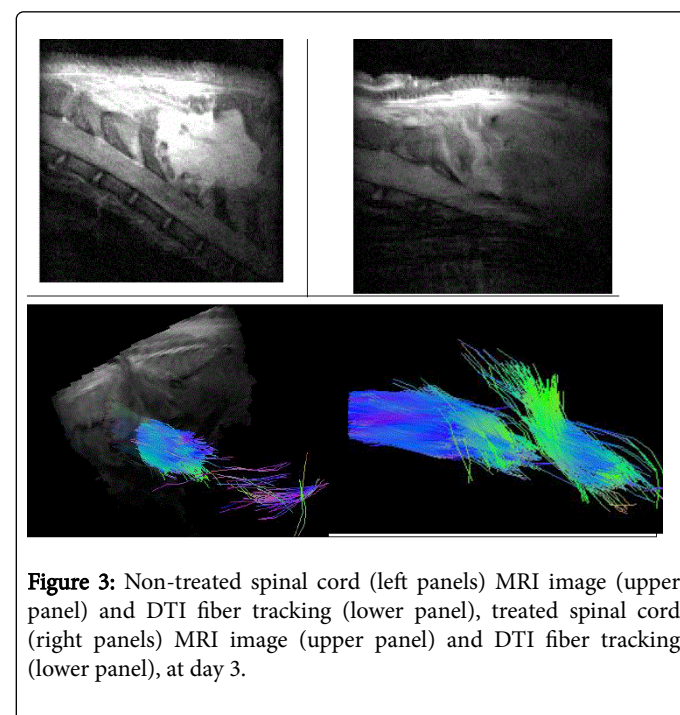 Figure 3: Non-treated spinal cord (left panels) MRI image (upper
panel) and DTI fiber tracking (lower panel), treated spinal cord
(right panels) MRI image (upper panel) and DTI fiber tracking
(lower panel), at day 3.